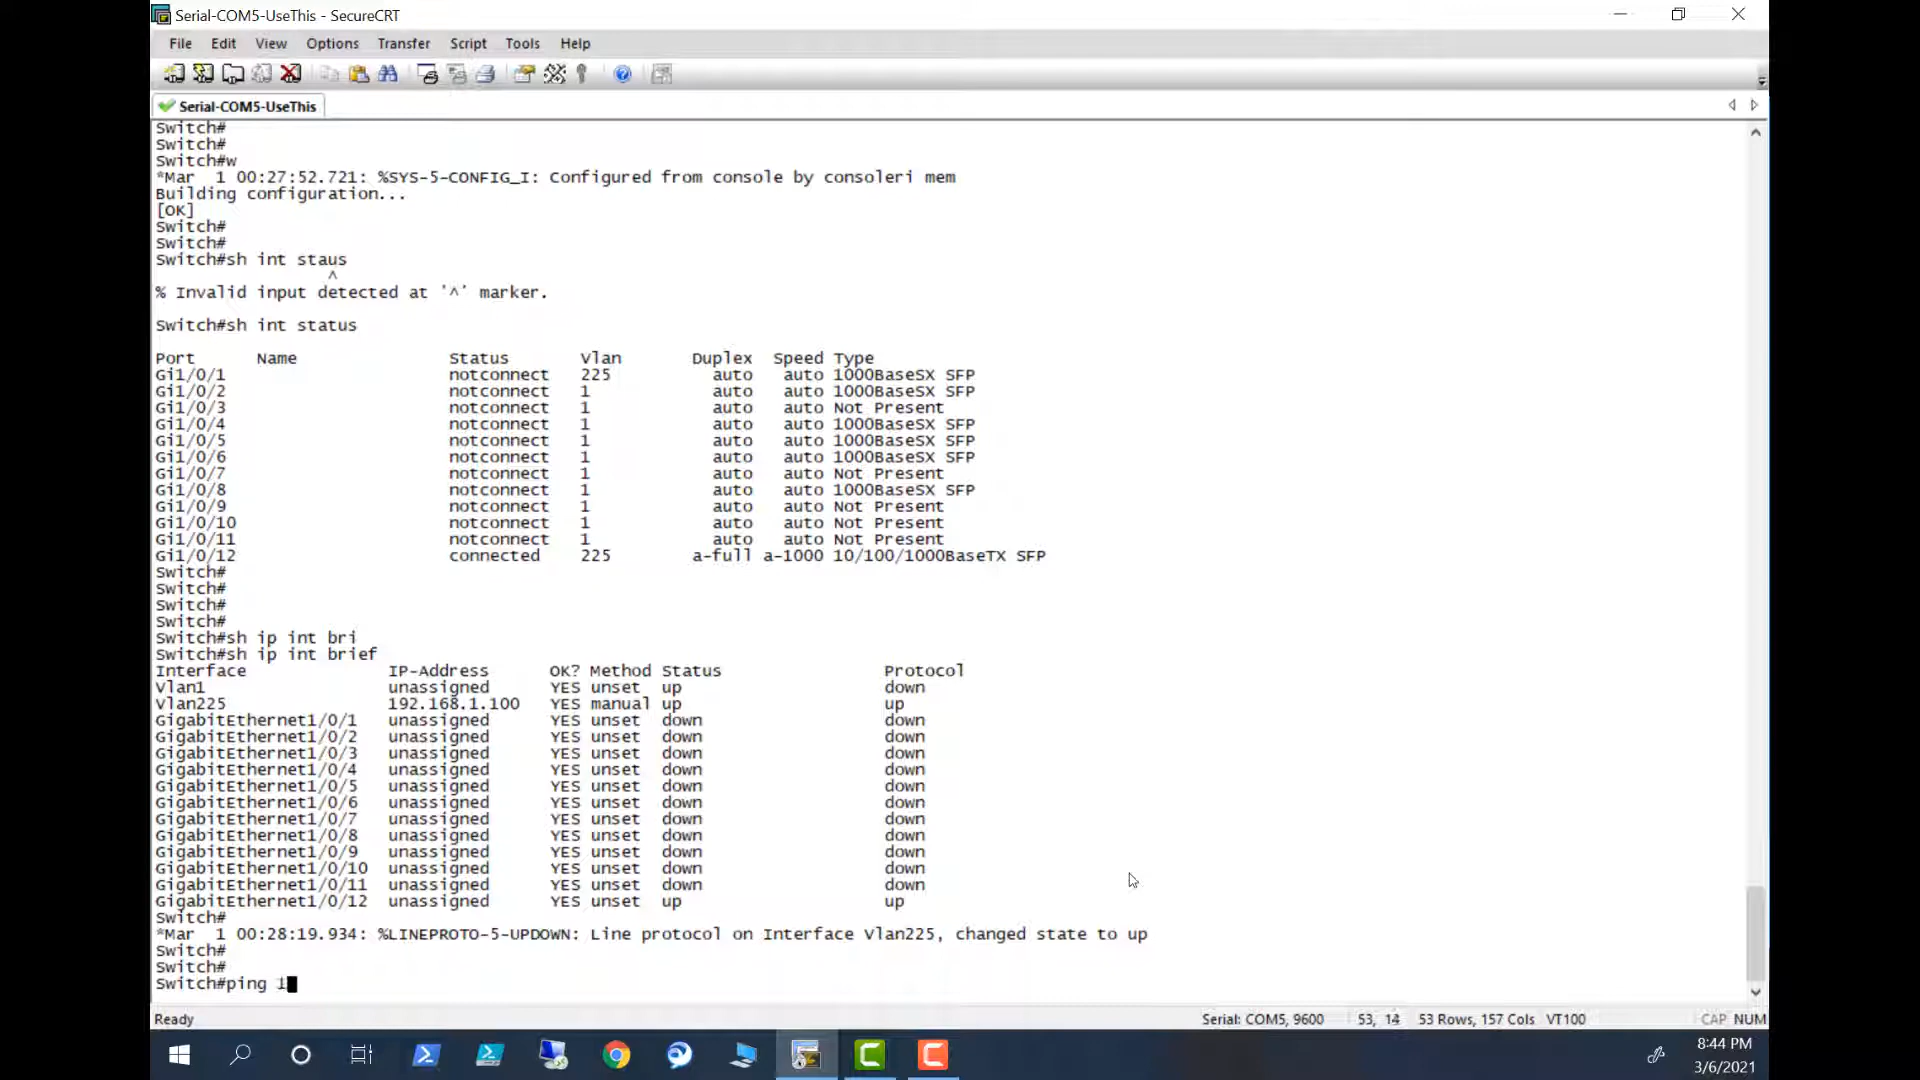 Serial-COM5-UseThis - SecureCRT
File Edit View Options Transfer Script Tools Help
Serial-COM5-UseThis
Switch#
Switch#
Switch#w
*Mar  1 00:27:52.721: %SYS-5-CONFIG_I: Configured from console by consoleri mem
Building configuration...
[OK]
Switch#
Switch#
Switch#sh int staus
^
% Invalid input detected at '^' marker.
Switch#sh int status
Port Name Status Vlan Duplex Speed Type
Gi1/0/1 notconnect 225 auto auto 1000BaseSX SFP
Gi1/0/2 notconnect 1 auto auto 1000BaseSX SFP
Gi1/0/3 notconnect 1 auto auto Not Present
Gi1/0/4 notconnect 1 auto auto 1000BaseSX SFP
Gi1/0/5 notconnect 1 auto auto 1000BaseSX SFP
Gi1/0/6 notconnect 1 auto auto 1000BaseSX SFP
Gi1/0/7 notconnect 1 auto auto Not Present
Gi1/0/8 notconnect 1 auto auto 1000BaseSX SFP
Gi1/0/9 notconnect 1 auto auto Not Present
Gi1/0/10 notconnect 1 auto auto Not Present
Gi1/0/11 notconnect 1 auto auto Not Present
Gi1/0/12 connected 225 a-full a-1000 10/100/1000BaseTX SFP
Switch#
Switch#
Switch#
Switch#
Switch#sh ip int bri
Switch#sh ip int brief
Interface IP-Address OK? Method Status Protocol
Vlan1 unassigned YES unset up down
Vlan225 192.168.1.100 YES manual up up
GigabitEthernet1/0/1 unassigned YES unset down down
GigabitEthernet1/0/2 unassigned YES unset down down
GigabitEthernet1/0/3 unassigned YES unset down down
GigabitEthernet1/0/4 unassigned YES unset down down
GigabitEthernet1/0/5 unassigned YES unset down down
GigabitEthernet1/0/6 unassigned YES unset down down
GigabitEthernet1/0/7 unassigned YES unset down down
GigabitEthernet1/0/8 unassigned YES unset down down
GigabitEthernet1/0/9 unassigned YES unset down down
GigabitEthernet1/0/10 unassigned YES unset down down
GigabitEthernet1/0/11 unassigned YES unset down down
GigabitEthernet1/0/12 unassigned YES unset up up
Switch#
*Mar  1 00:28:19.934: %LINEPROTO-5-UPDOWN: Line protocol on Interface Vlan225, changed state to up
Switch#
Switch#
Switch#ping 1
Ready Serial: COM5, 9600 53, 14 53 Rows, 157 Cols VT100 CAP NUM
8:44 PM
3/6/2021